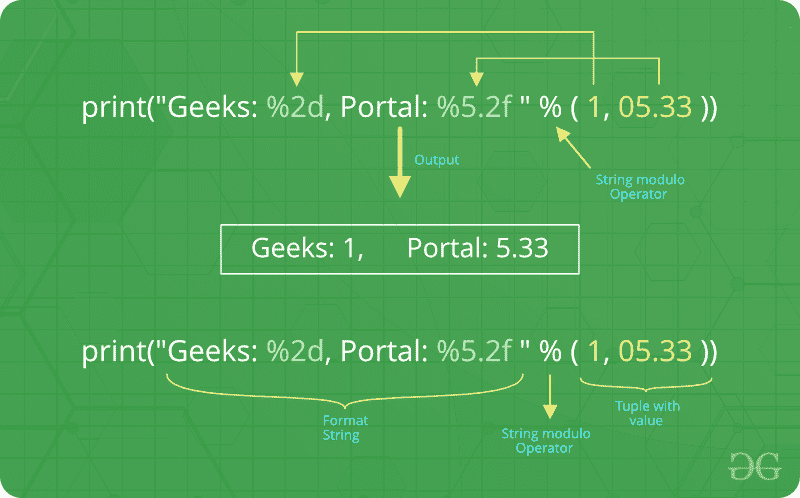 print("Geeks: %2d, Portal: %5.2f " % ( 1, 05.33 ))
Output
String modulo
Operator
Geeks: 1, Portal: 5.33
print("Geeks: %2d, Portal: %5.2f " % ( 1, 05.33 ))
Format
String
String modulo
Operator
Tuple with
value